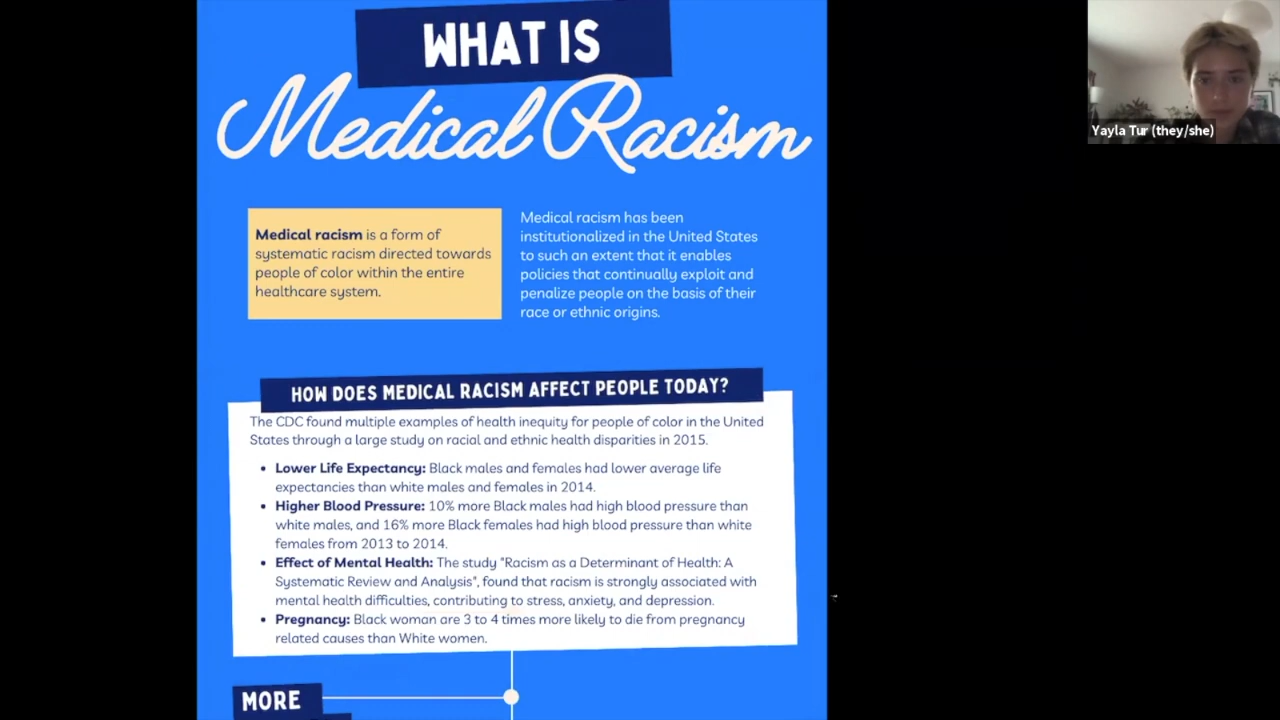 WHAT IS
Medical Racism
Yayla Tur (they/she)
Medical racism is a form of
systematic racism directed towards
people of color within the entire
healthcare system.
Medical racism has been
institutionalized in the United States
to such an extent that it enables
policies that continually exploit and
penalize people on the basis of their
race or ethnic origins.
HOW DOES MEDICAL RACISM AFFECT PEOPLE TODAY?
The CDC found multiple examples of health inequity for people of color in the United
States through a large study on racial and ethnic health disparities in 2015.
• Lower Life Expectancy: Black males and females had lower average life
expectancies than white males and females in 2014.
• Higher Blood Pressure: 10% more Black males had high blood pressure than
white males, and 16% more Black females had high blood pressure than white
females from 2013 to 2014.
• Effect of Mental Health: The study "Racism as a Determinant of Health: A
Systematic Review and Analysis", found that racism is strongly associated with
mental health difficulties, contributing to stress, anxiety, and depression.
• Pregnancy: Black woman are 3 to 4 times more likely to die from pregnancy
related causes than White women.
MORE